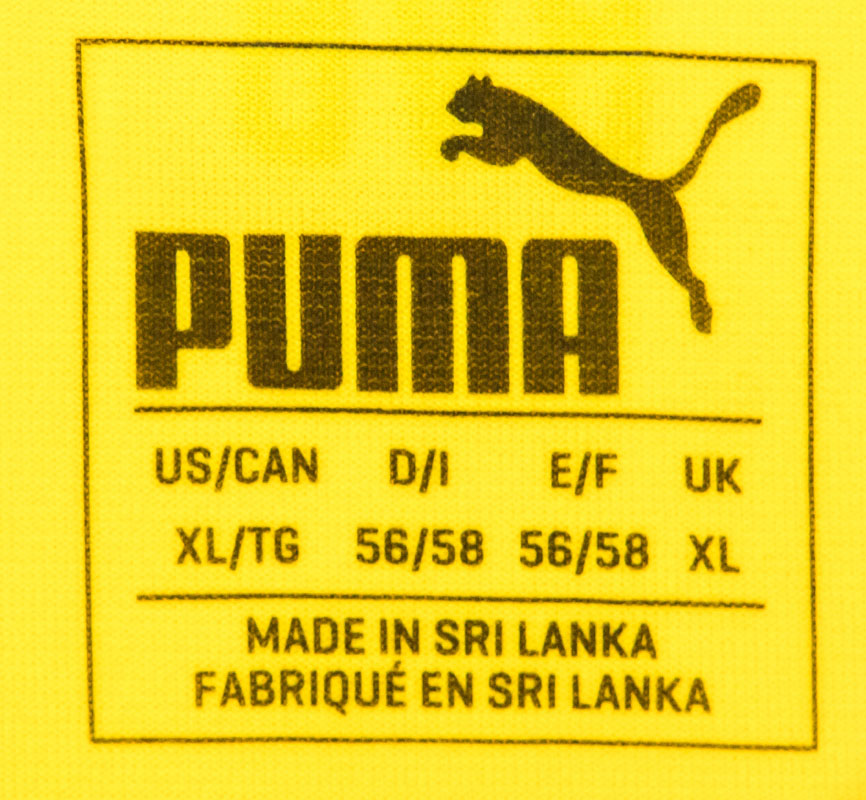 PUMA
US/CAN D/I E/F UK
XL/TG 56/58 56/58 XL
MADE IN SRI LANKA
FABRIQUÉ EN SRI LANKA